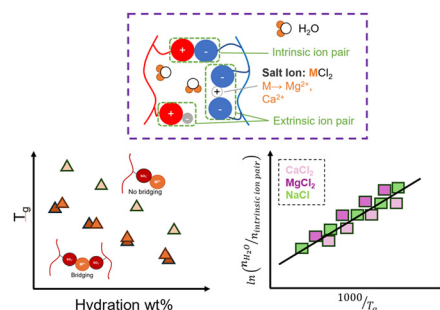 H₂O
+
-
Intrinsic ion pair
-
Salt Ion: MCl₂
M→ Mg²⁺,
Ca²⁺
+
+
-
-
Extrinsic ion pair
Tg
No bridging
Bridging
Hydration wt%
ln(nH₂O/nintrinsic ion pair)
CaCl₂
MgCl₂
NaCl
1000/Tg